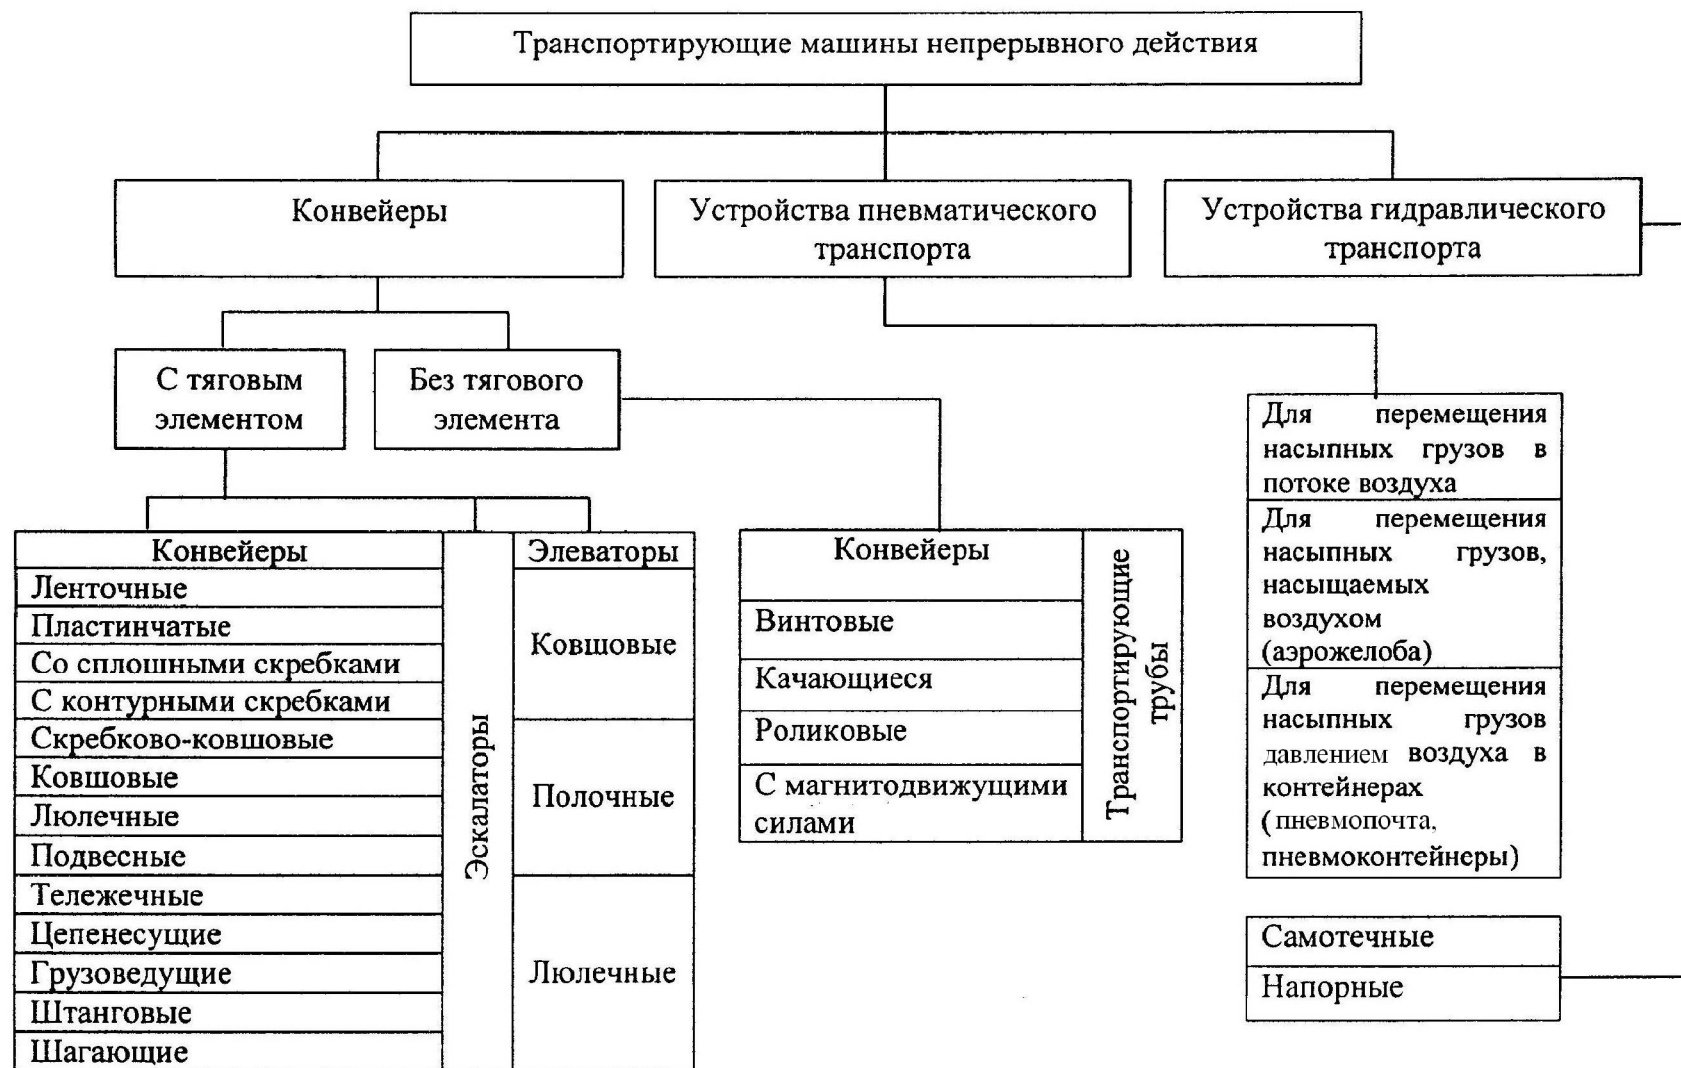 Транспортирующие машины непрерывного действия
Конвейеры
Устройства пневматического
транспорта
Устройства гидравлического
транспорта
С тяговым
элементом
Без тягового
элемента
Конвейеры
Ленточные
Пластинчатые
Со сплошными скребками
С контурными скребками
Скребково-ковшовые
Ковшовые
Люлечные
Подвесные
Тележечные
Цепенесущие
Грузоведущие
Штанговые
Шагающие
Эскалаторы
Элеваторы
Ковшовые
Полочные
Люлечные
Конвейеры
Винтовые
Качающиеся
Роликовые
С магнитодвижущими
силами
Транспортирующие
трубы
Для перемещения
насыпных грузов в
потоке воздуха
Для перемещения
насыпных грузов,
насыщаемых
воздухом
(аэрожелоба)
Для перемещения
насыпных грузов
давлением воздуха в
контейнерах
(пневмопочта,
пневмоконтейнеры)
Самотечные
Напорные